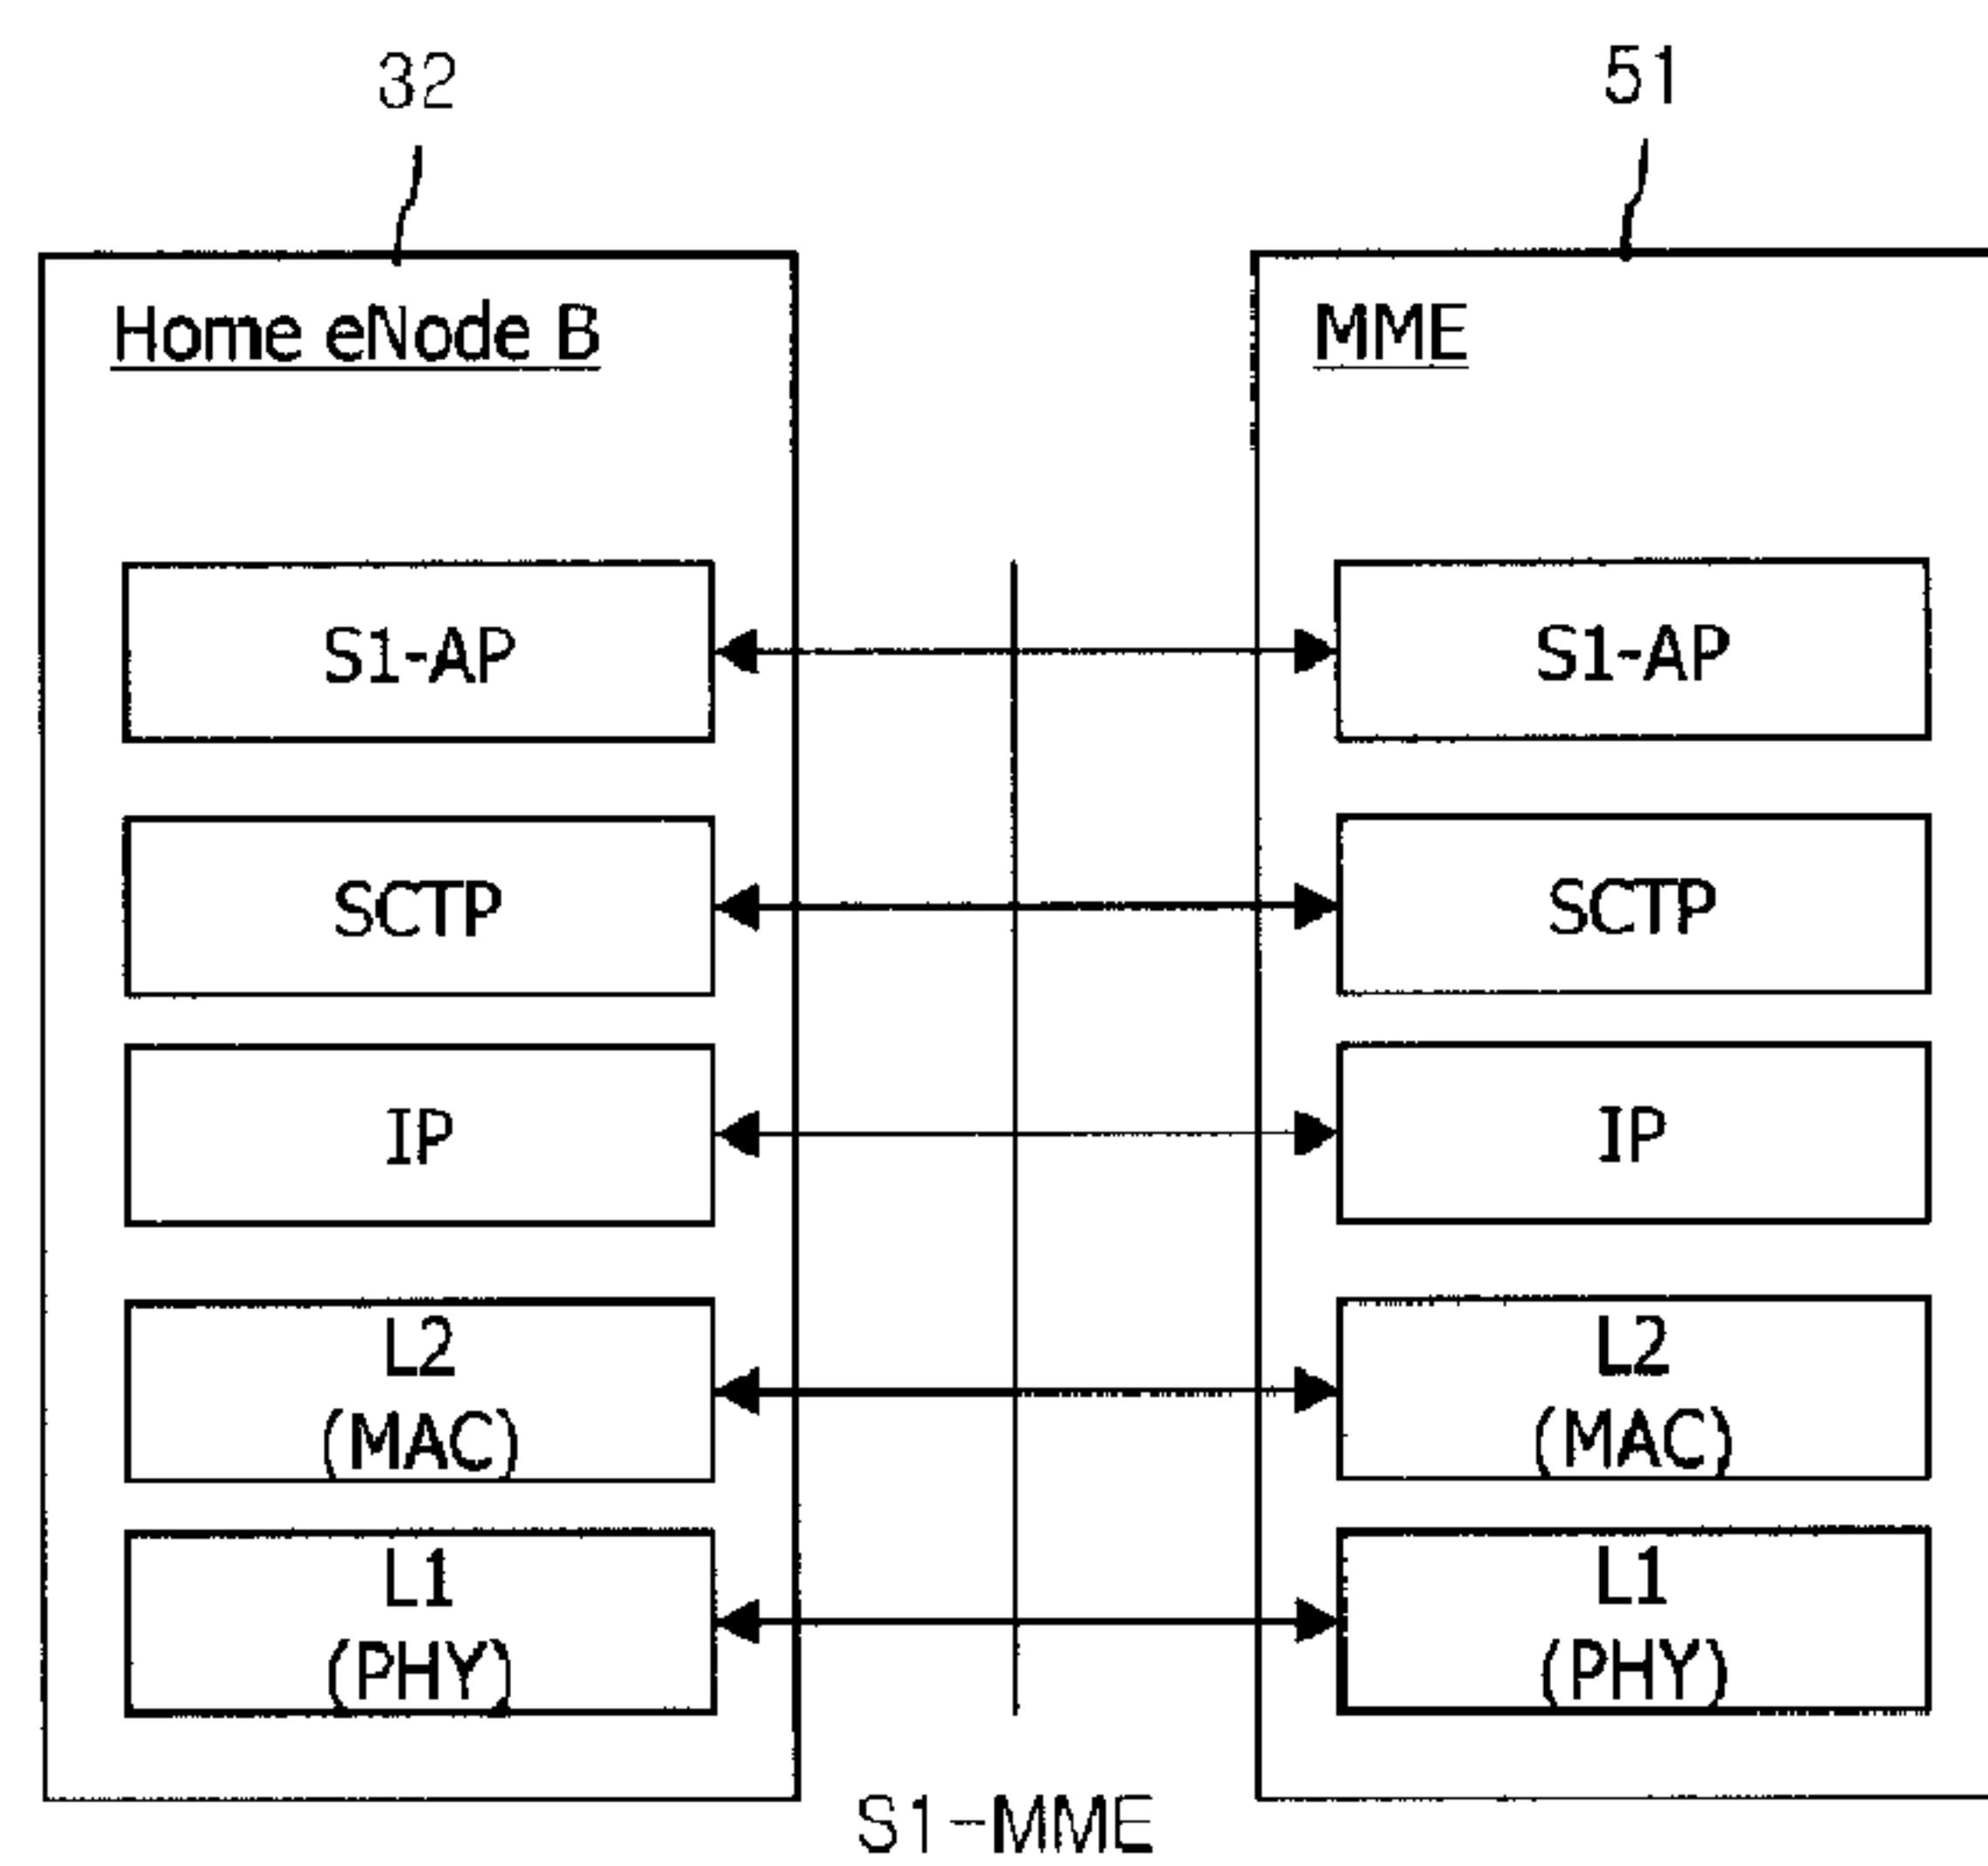 32
51
Home eNode B
MME
S1-AP
S1-AP
SCTP
SCTP
IP
IP
L2
(MAC)
L2
(MAC)
L1
(PHY)
L1
(PHY)
S1-MME